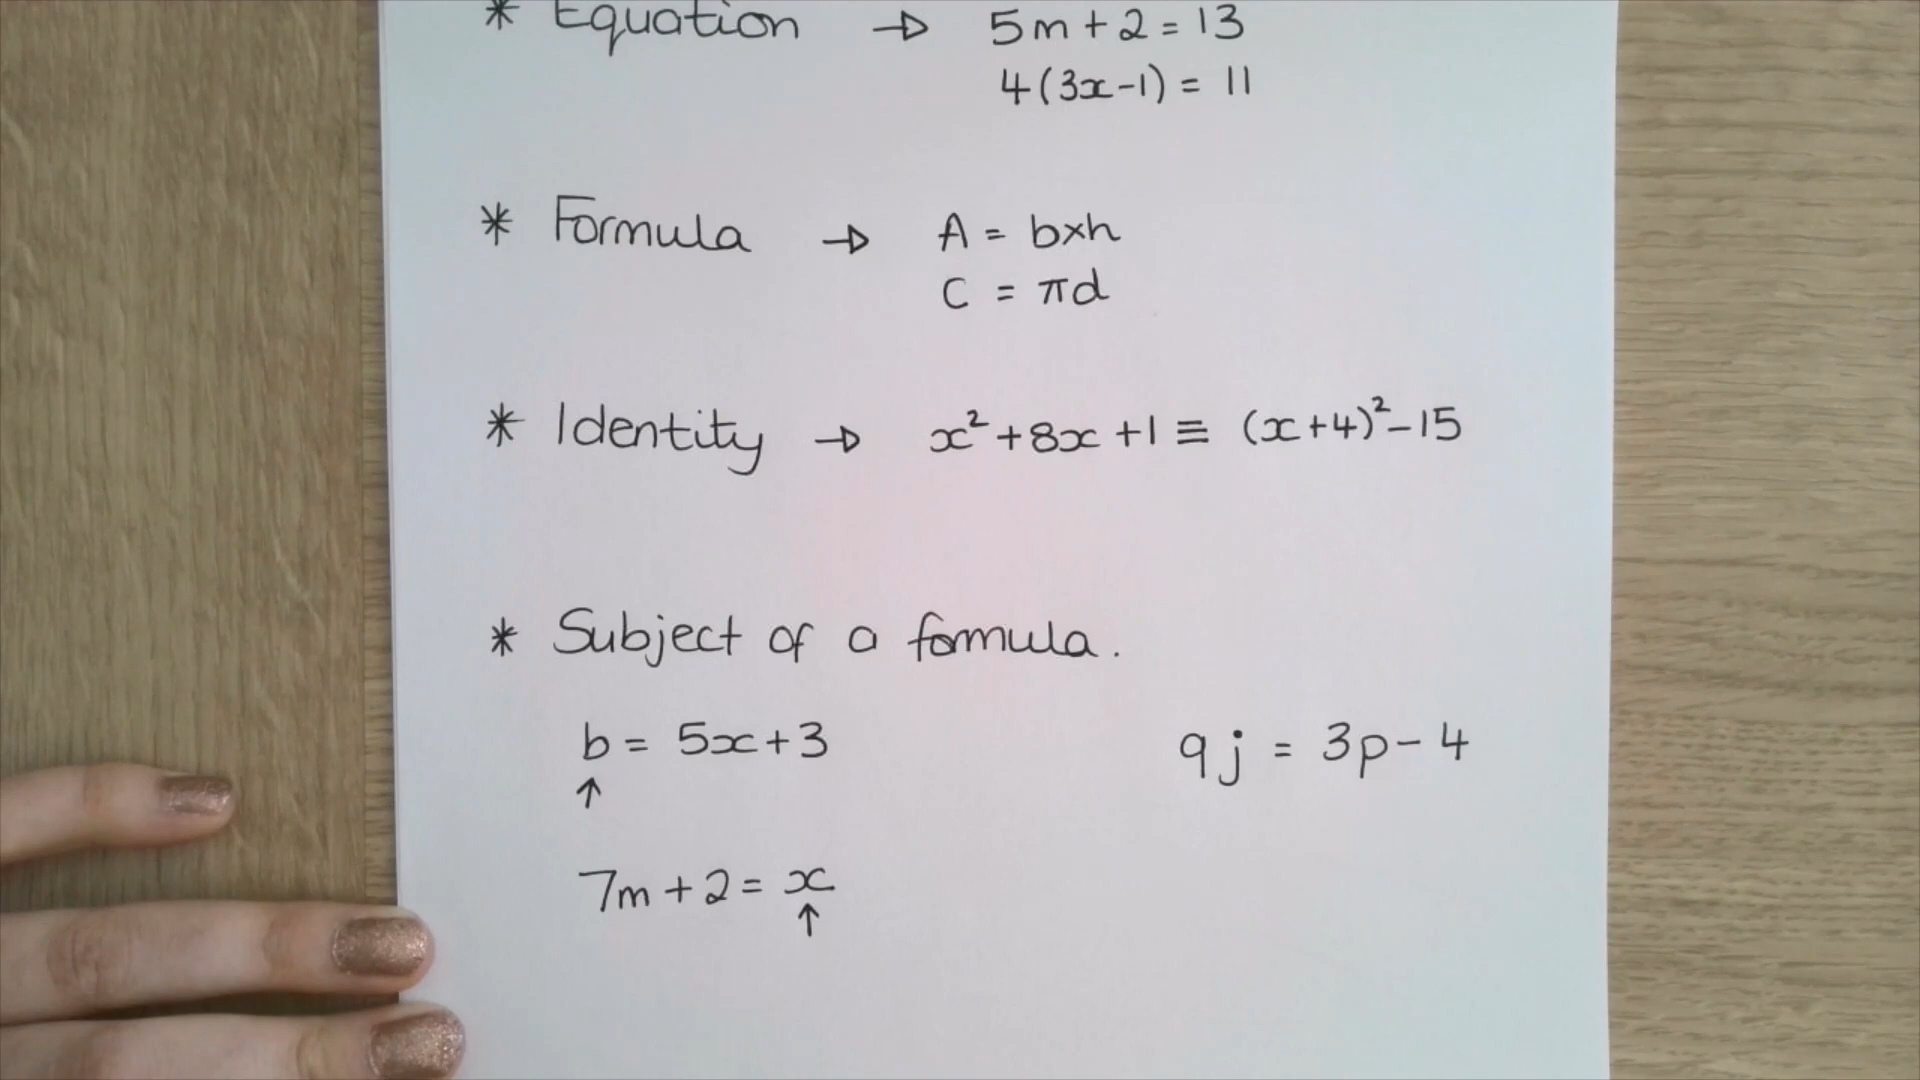 * Equation → 5m + 2 = 13
4(3x-1) = 11
* Formula → A = b×h
C = πd
* Identity → x² + 8x + 1 ≡ (x+4)² - 15
* Subject of a formula.
b = 5x + 3
↑
qj = 3p - 4
7m + 2 = x
↑